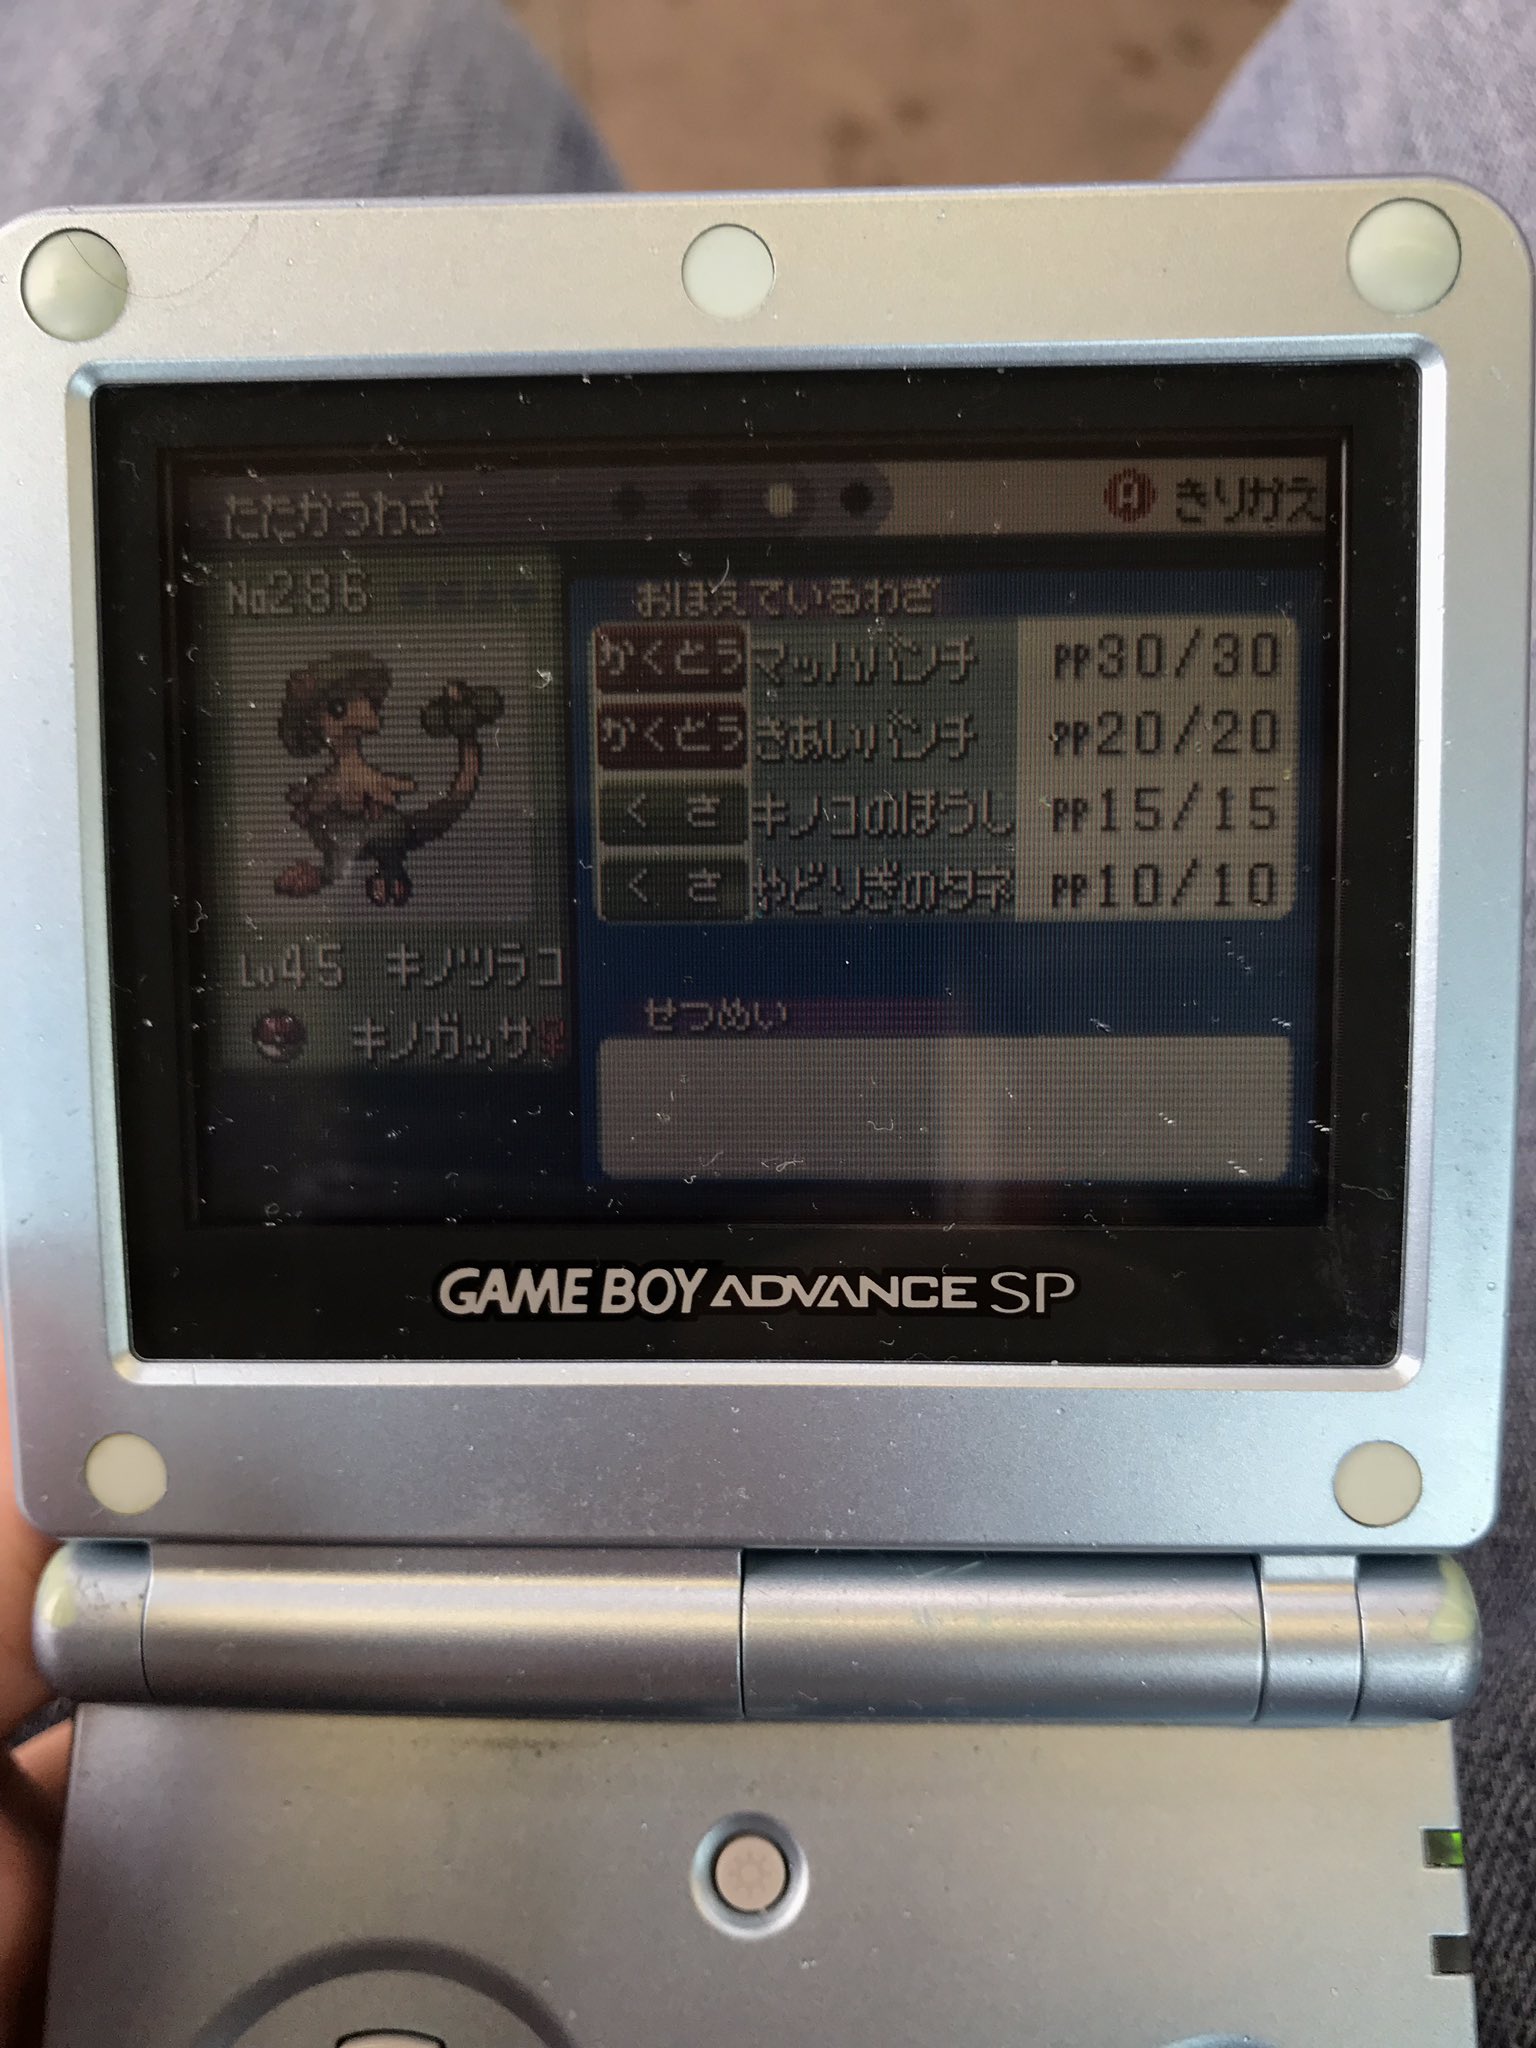 たたかうわざ
Aきりかえ
No286
おぼえているわざ
かくとう マッハパンチ PP30/30
かくとう きあいパンチ PP20/20
くさ キノコのほうし PP15/15
くさ やどりぎのタネ PP10/10
Lv45 キノツラコ
キノガッサ♀
せつめい
GAME BOY ADVANCE SP